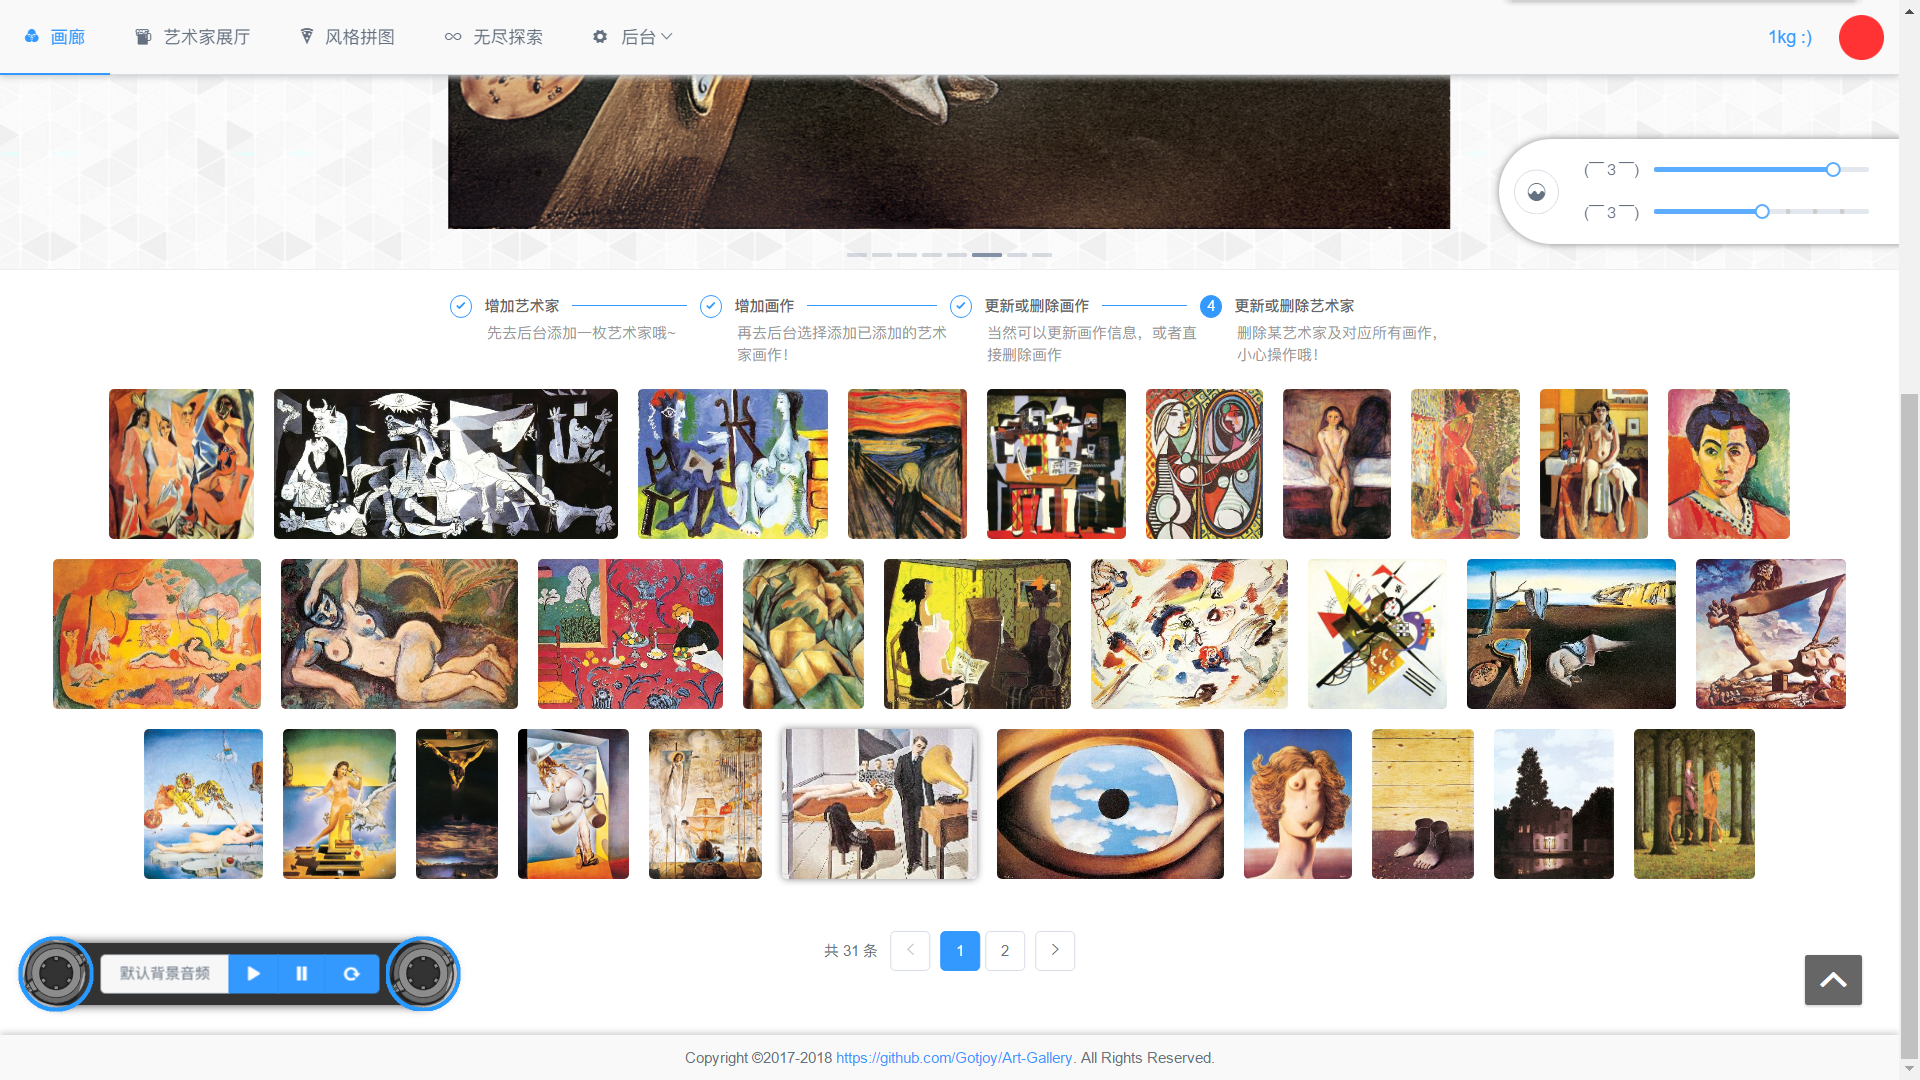 画廊
艺术家展厅
风格拼图
无尽探索
后台
1kg :)
(￣3￣)
(￣3￣)
增加艺术家
先去后台添加一枚艺术家哦~
增加画作
再去后台选择添加已添加的艺术
家画作！
更新或删除画作
当然可以更新画作信息，或者直
接删除画作
4 更新或删除艺术家
删除某艺术家及对应所有画作，
小心操作哦！
共 31 条
1
2
默认背景音频
Copyright ©2017-2018 https://github.com/Gotjoy/Art-Gallery. All Rights Reserved.